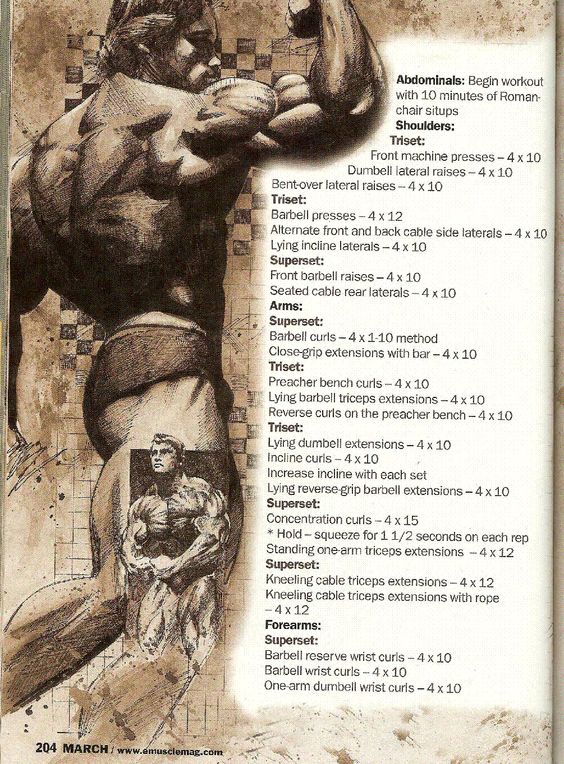 Abdominals: Begin workout
with 10 minutes of Roman-
chair situps
Shoulders:
Triset:
Front machine presses – 4 x 10
Dumbell lateral raises – 4 x 10
Bent-over lateral raises – 4 x 10
Triset:
Barbell presses – 4 x 12
Alternate front and back cable side laterals – 4 x 10
Lying incline laterals – 4 x 10
Superset:
Front barbell raises – 4 x 10
Seated cable rear laterals – 4 x 10
Arms:
Superset:
Barbell curls – 4 x 1-10 method
Close-grip extensions with bar – 4 x 10
Triset:
Preacher bench curls – 4 x 10
Lying barbell triceps extensions – 4 x 10
Reverse curls on the preacher bench – 4 x 10
Triset:
Lying dumbell extensions – 4 x 10
Incline curls – 4 x 10
Increase incline with each set
Lying reverse-grip barbell extensions – 4 x 10
Superset:
Concentration curls – 4 x 15
* Hold – squeeze for 1 1/2 seconds on each rep
Standing one-arm triceps extensions – 4 x 12
Superset:
Kneeling cable triceps extensions – 4 x 12
Kneeling cable triceps extensions with rope
– 4 x 12
Forearms:
Superset:
Barbell reserve wrist curls – 4 x 10
Barbell wrist curls – 4 x 10
One-arm dumbell wrist curls – 4 x 10
204 MARCH / www.emusclemag.com